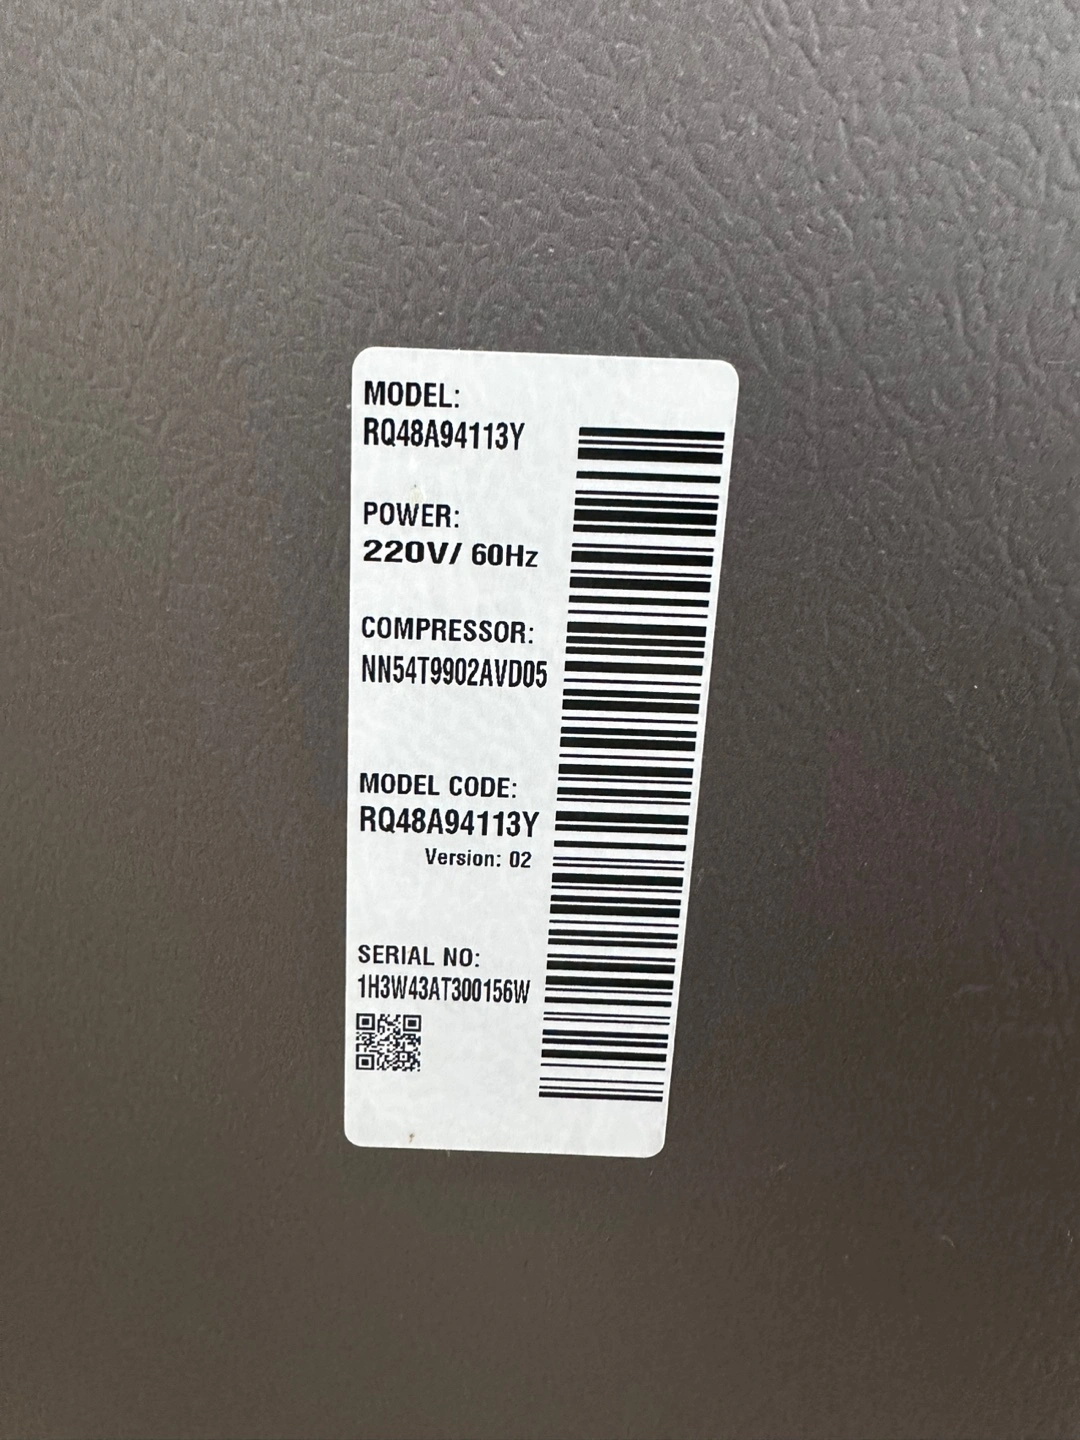 MODEL:
RQ48A94113Y
POWER:
220V/ 60Hz
COMPRESSOR:
NN54T9902AVD05
MODEL CODE:
RQ48A94113Y
Version: 02
SERIAL NO:
1H3W43AT300156W